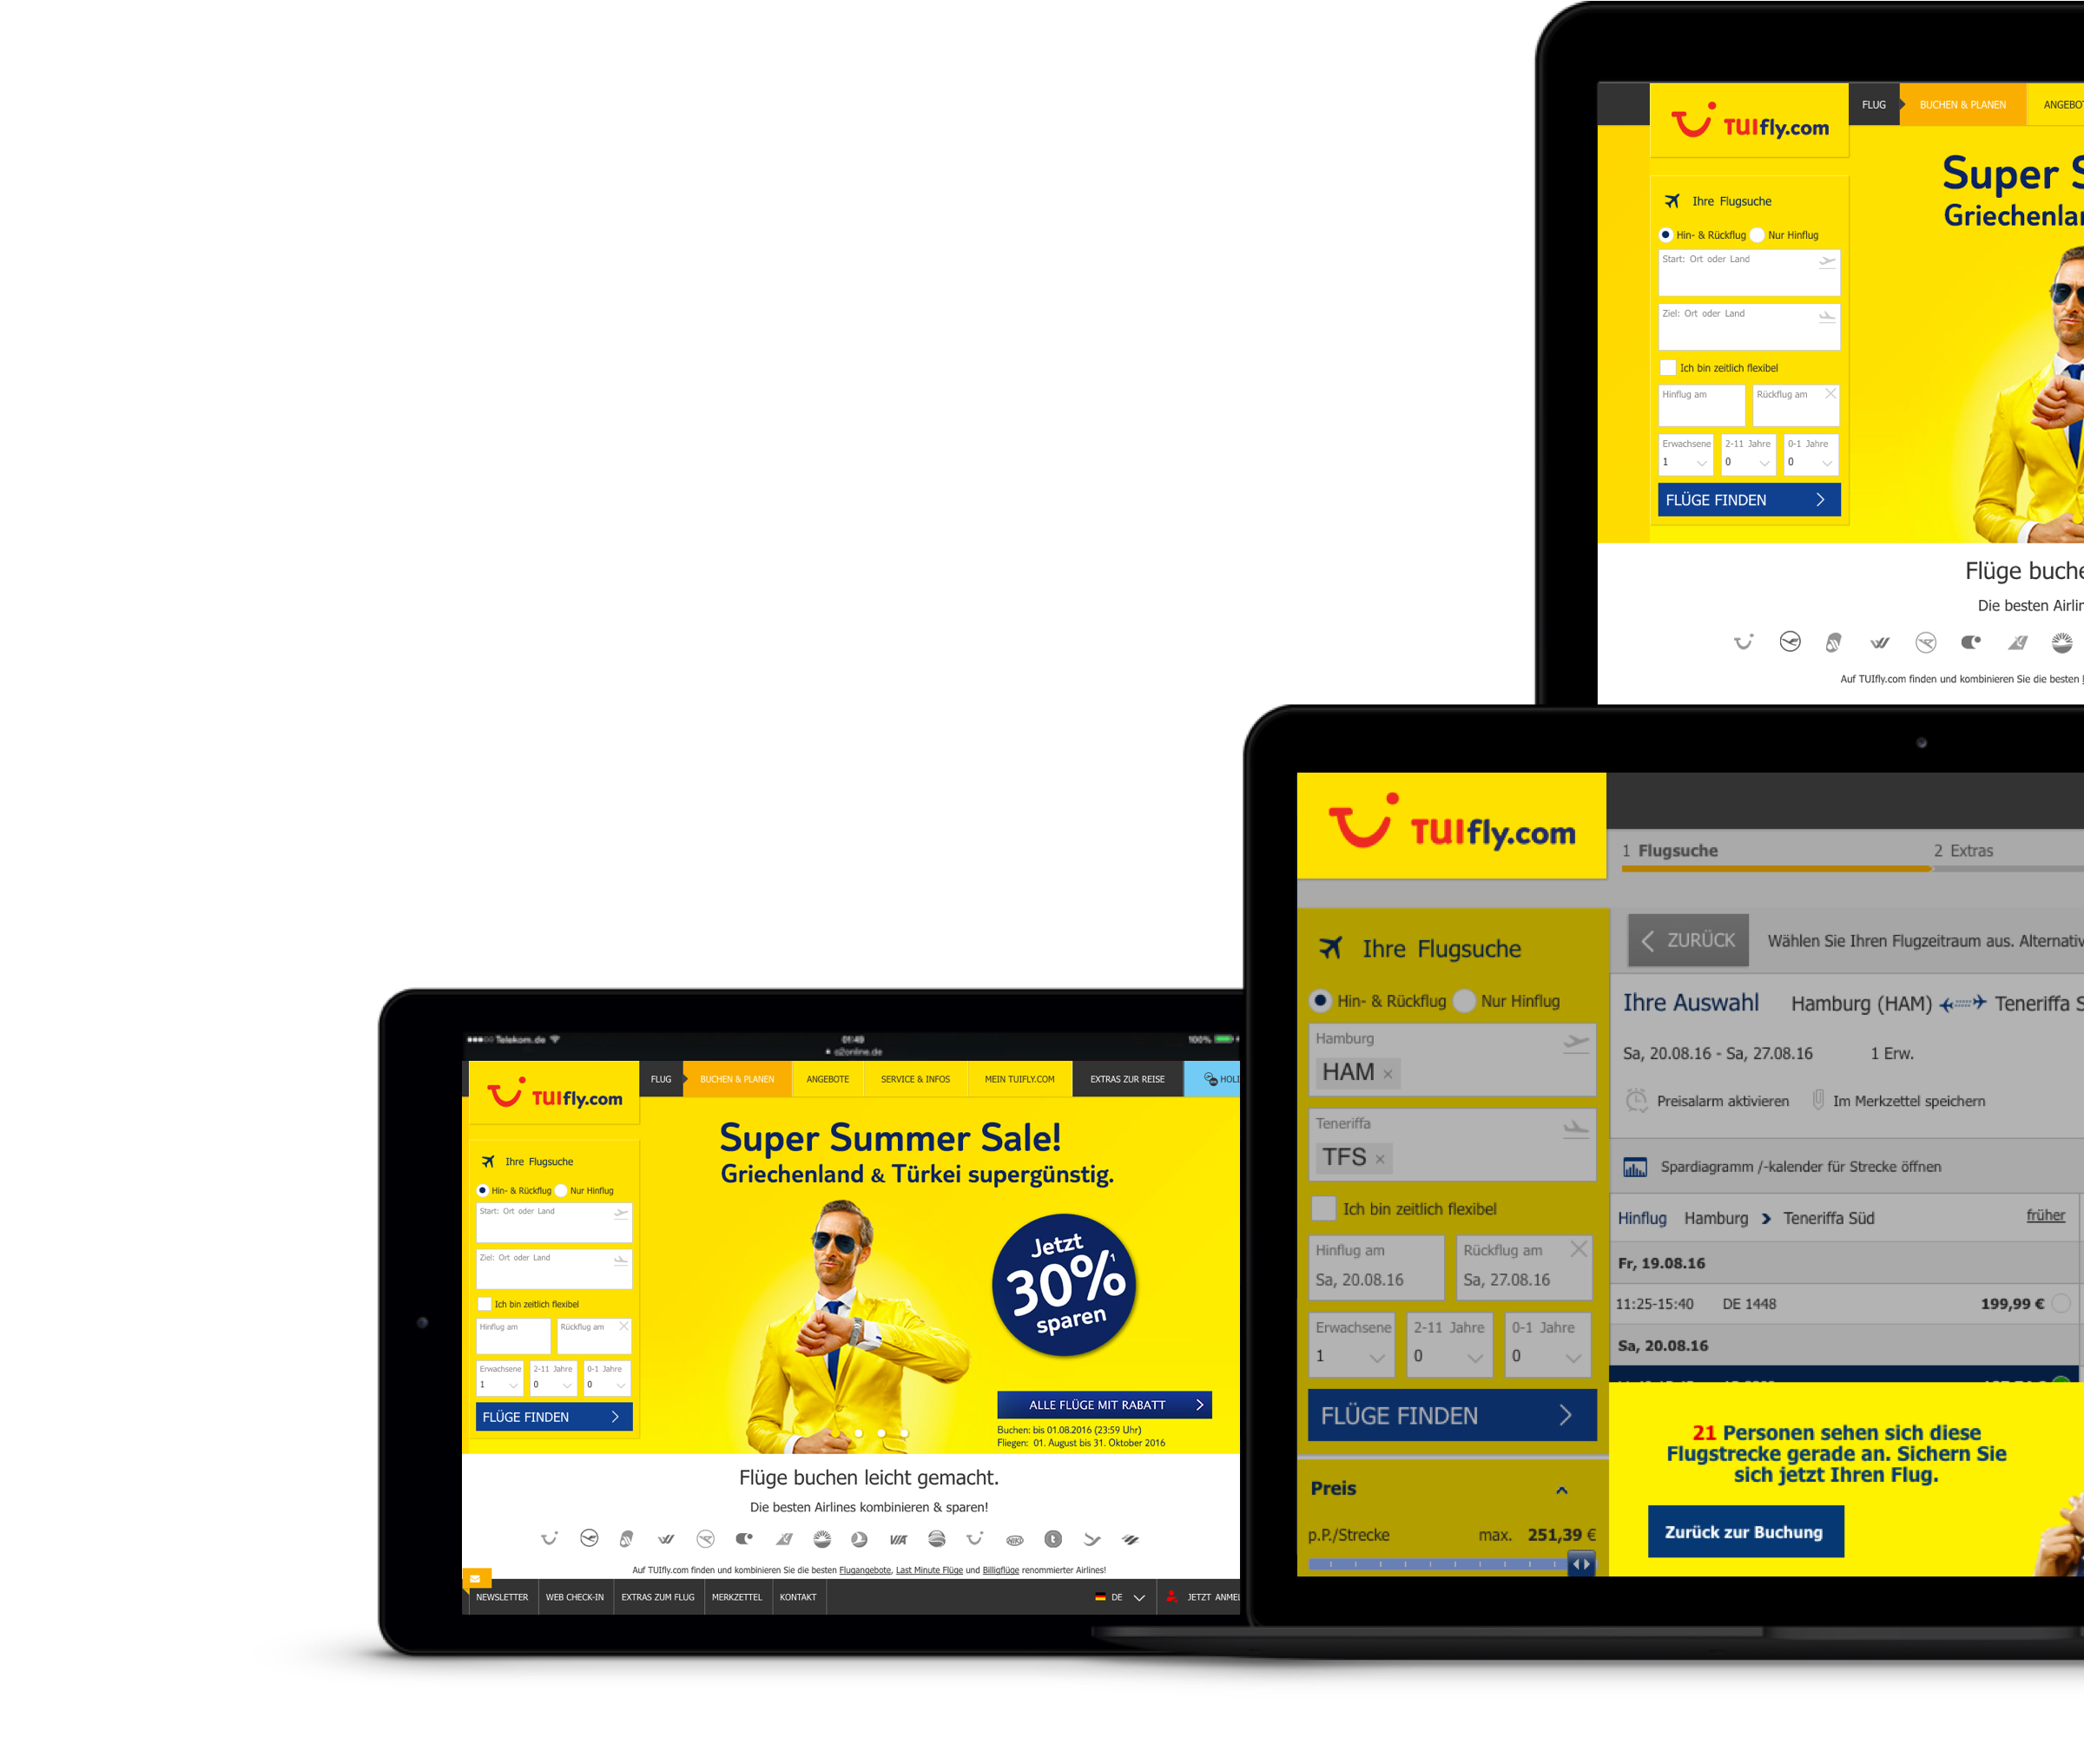 TUIfly.com
FLUG
BUCHEN & PLANEN
Ihre Flugsuche
Hin- & Rückflug
Nur Hinflug
Start: Ort oder Land
Ziel: Ort oder Land
Ich bin zeitlich flexibel
Hinflug am
Rückflug am
Erwachsene
2-11 Jahre
0-1 Jahre
1
0
0
FLÜGE FINDEN
Super
Flüge
Die besten
Auf TUIfly.com finden und kombinieren Sie die besten
TUIfly.com
1 Flugsuche
2 Extras
Ihre Flugsuche
Hin- & Rückflug
Nur Hinflug
Hamburg
HAM ×
Teneriffa
TFS ×
Ich bin zeitlich flexibel
Hinflug am
Sa, 20.08.16
Rückflug am
Sa, 27.08.16
Erwachsene
2-11 Jahre
0-1 Jahre
1
0
0
FLÜGE FINDEN
Preis
p.P./Strecke
max. 251,39 €
ZURÜCK
Wählen Sie Ihren Flugzeitraum aus.
Ihre Auswahl
Hamburg (HAM)
Teneriffa
Sa, 20.08.16 - Sa, 27.08.16
1 Erw.
Preisalarm aktivieren
Im Merkzettel speichern
Spardiagramm /-kalender für Strecke öffnen
Hinflug Hamburg > Teneriffa Süd
früher
Fr, 19.08.16
11:25-15:40 DE 1448 199,99 €
Sa, 20.08.16
21 Personen sehen sich diese
Flugstrecke gerade an. Sichern Sie
sich jetzt Ihren Flug.
Zurück zur Buchung
Telekom.de
01:49
100%
o2online.de
TUIfly.com
FLUG
BUCHEN & PLANEN
ANGEBOTE
SERVICE & INFOS
MEIN TUIFLY.COM
EXTRAS ZUR REISE
Ihre Flugsuche
Hin- & Rückflug
Nur Hinflug
Start: Ort oder Land
Ziel: Ort oder Land
Ich bin zeitlich flexibel
Hinflug am
Rückflug am
Erwachsene
2-11 Jahre
0-1 Jahre
1
0
0
FLÜGE FINDEN
Super Summer Sale!
Griechenland & Türkei supergünstig.
Jetzt
30%¹
sparen
ALLE FLÜGE MIT RABATT
Buchen: bis 01.08.2016 (23:59 Uhr)
Fliegen: 01. August bis 31. Oktober 2016
Flüge buchen leicht gemacht.
Die besten Airlines kombinieren & sparen!
VIA
NIKI
Auf TUIfly.com finden und kombinieren Sie die besten Flugangebote, Last Minute Flüge und Billigflüge renommierter Airlines!
NEWSLETTER
WEB CHECK-IN
EXTRAS ZUM FLUG
MERKZETTEL
KONTAKT
DE
JETZT